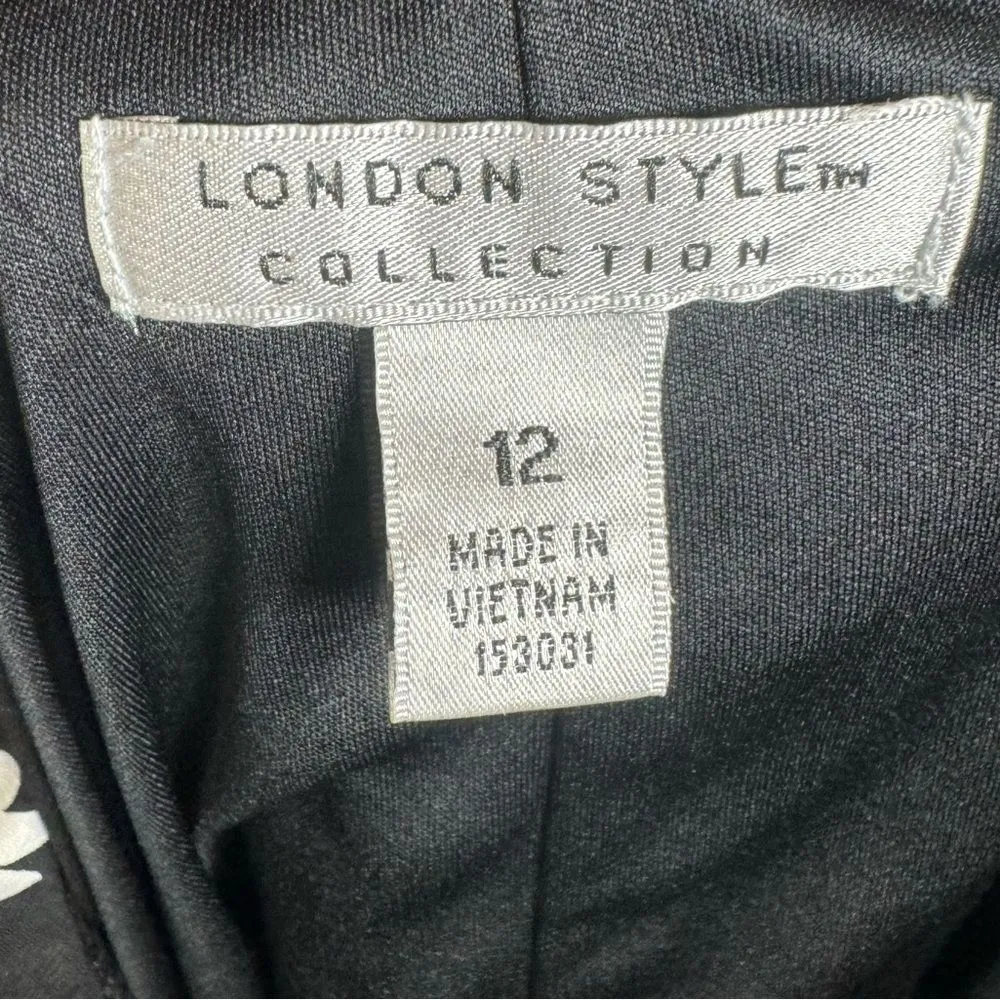 LONDON STYLE™
COLLECTION
12
MADE IN
VIETNAM
153031